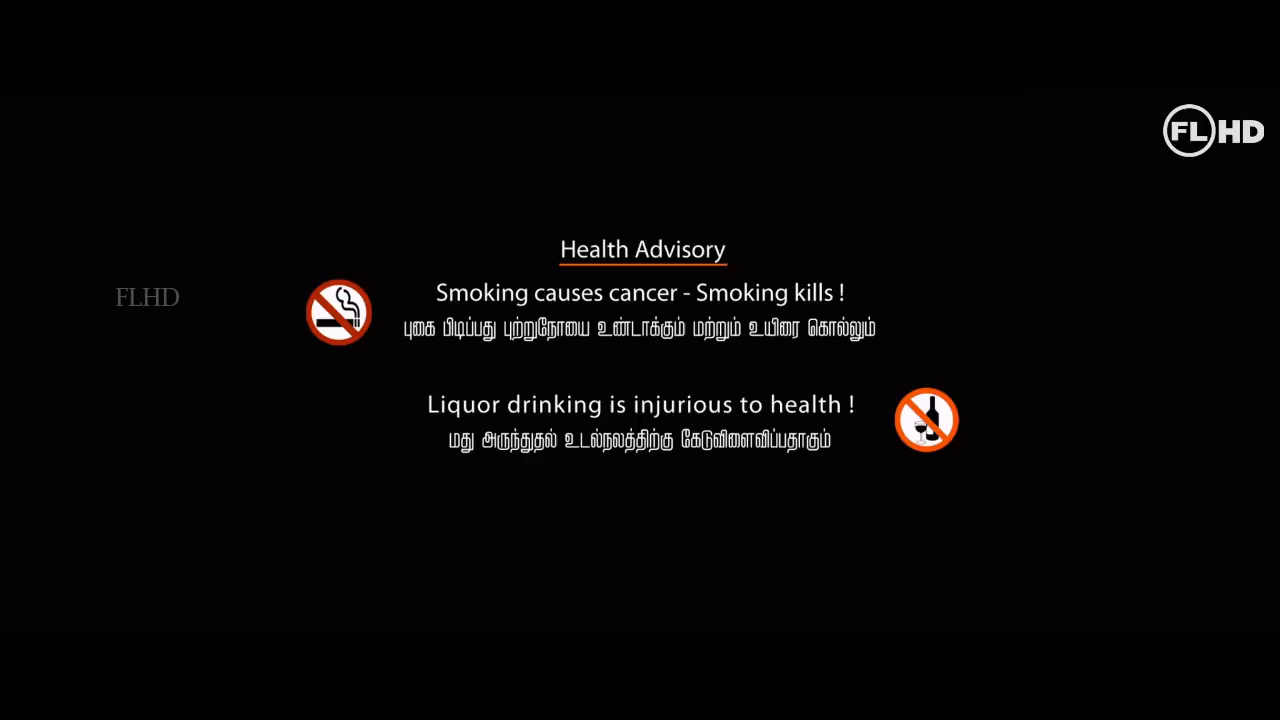 FLHD
Health Advisory
FLHD
Smoking causes cancer - Smoking kills !
புகை பிடிப்பது புற்றுநோயை உண்டாக்கும் மற்றும் உயிரை கொல்லும்
Liquor drinking is injurious to health !
மது அருந்துதல் உடல்நலத்திற்கு கேடுவிளைவிப்பதாகும்